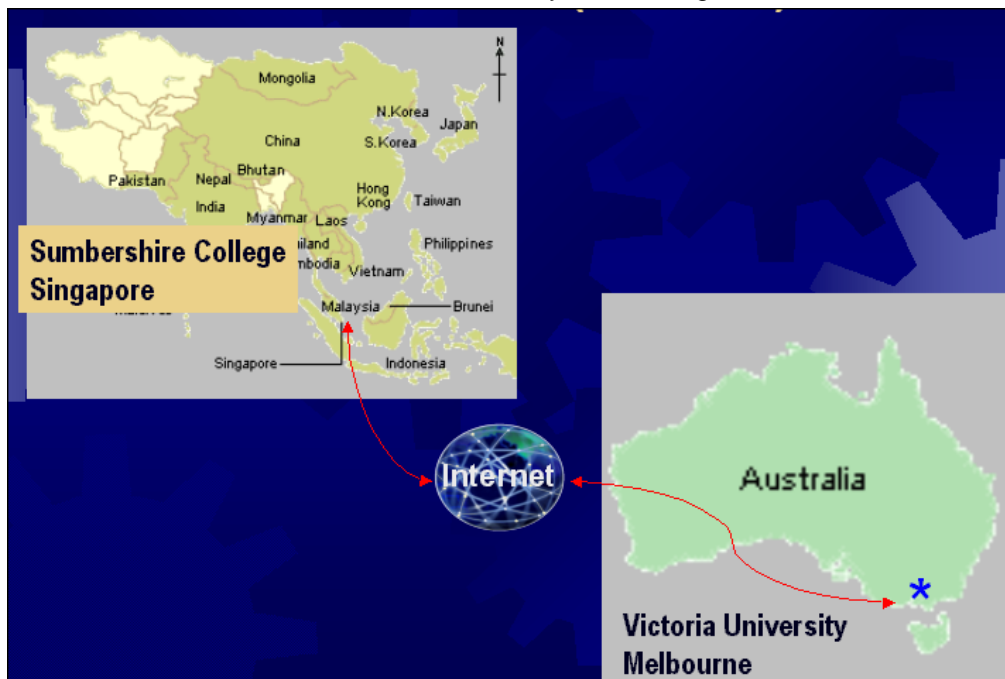 N
Mongolia
N.Korea
Japan
China
S.Korea
Bhutan
Pakistan
Nepal
Hong
Kong
Taiwan
India
Myanmar
Laos
Sumbershire College
Singapore
Philippines
Vietnam
Malaysia
Brunei
Singapore
Indonesia
Internet
Australia
*
Victoria University
Melbourne